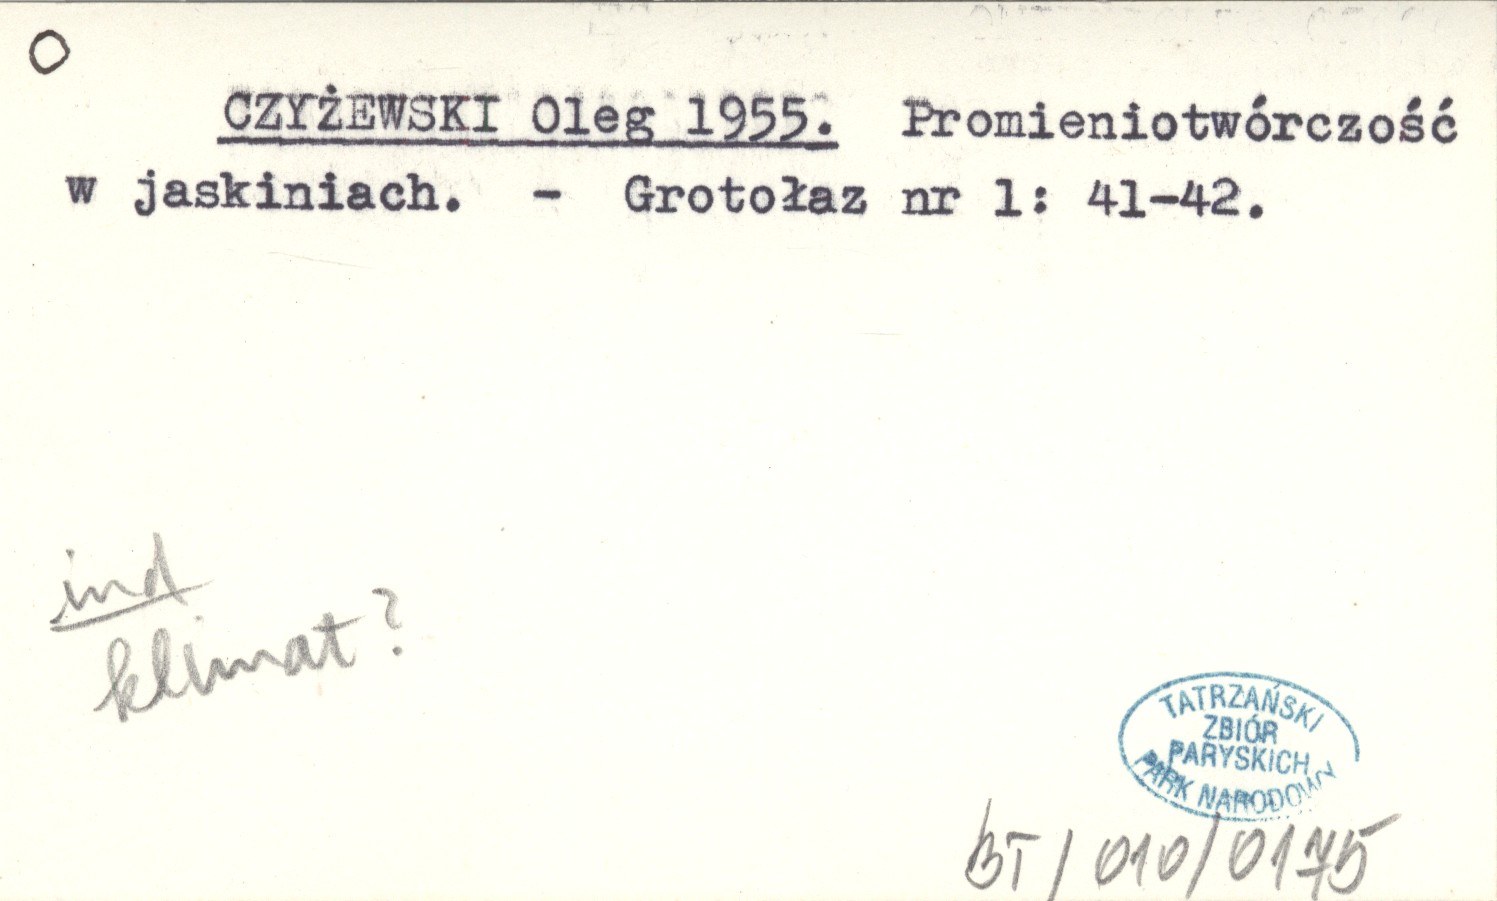 CZYŻEWSKI Oleg 1955. Promieniotwórczość
w jaskiniach. - Grotołaz nr 1: 41-42.
ind
klimat?
TATRZAŃSKI
ZBIÓR
PARYSKICH
PARK NARODOWY
BT/010/0175